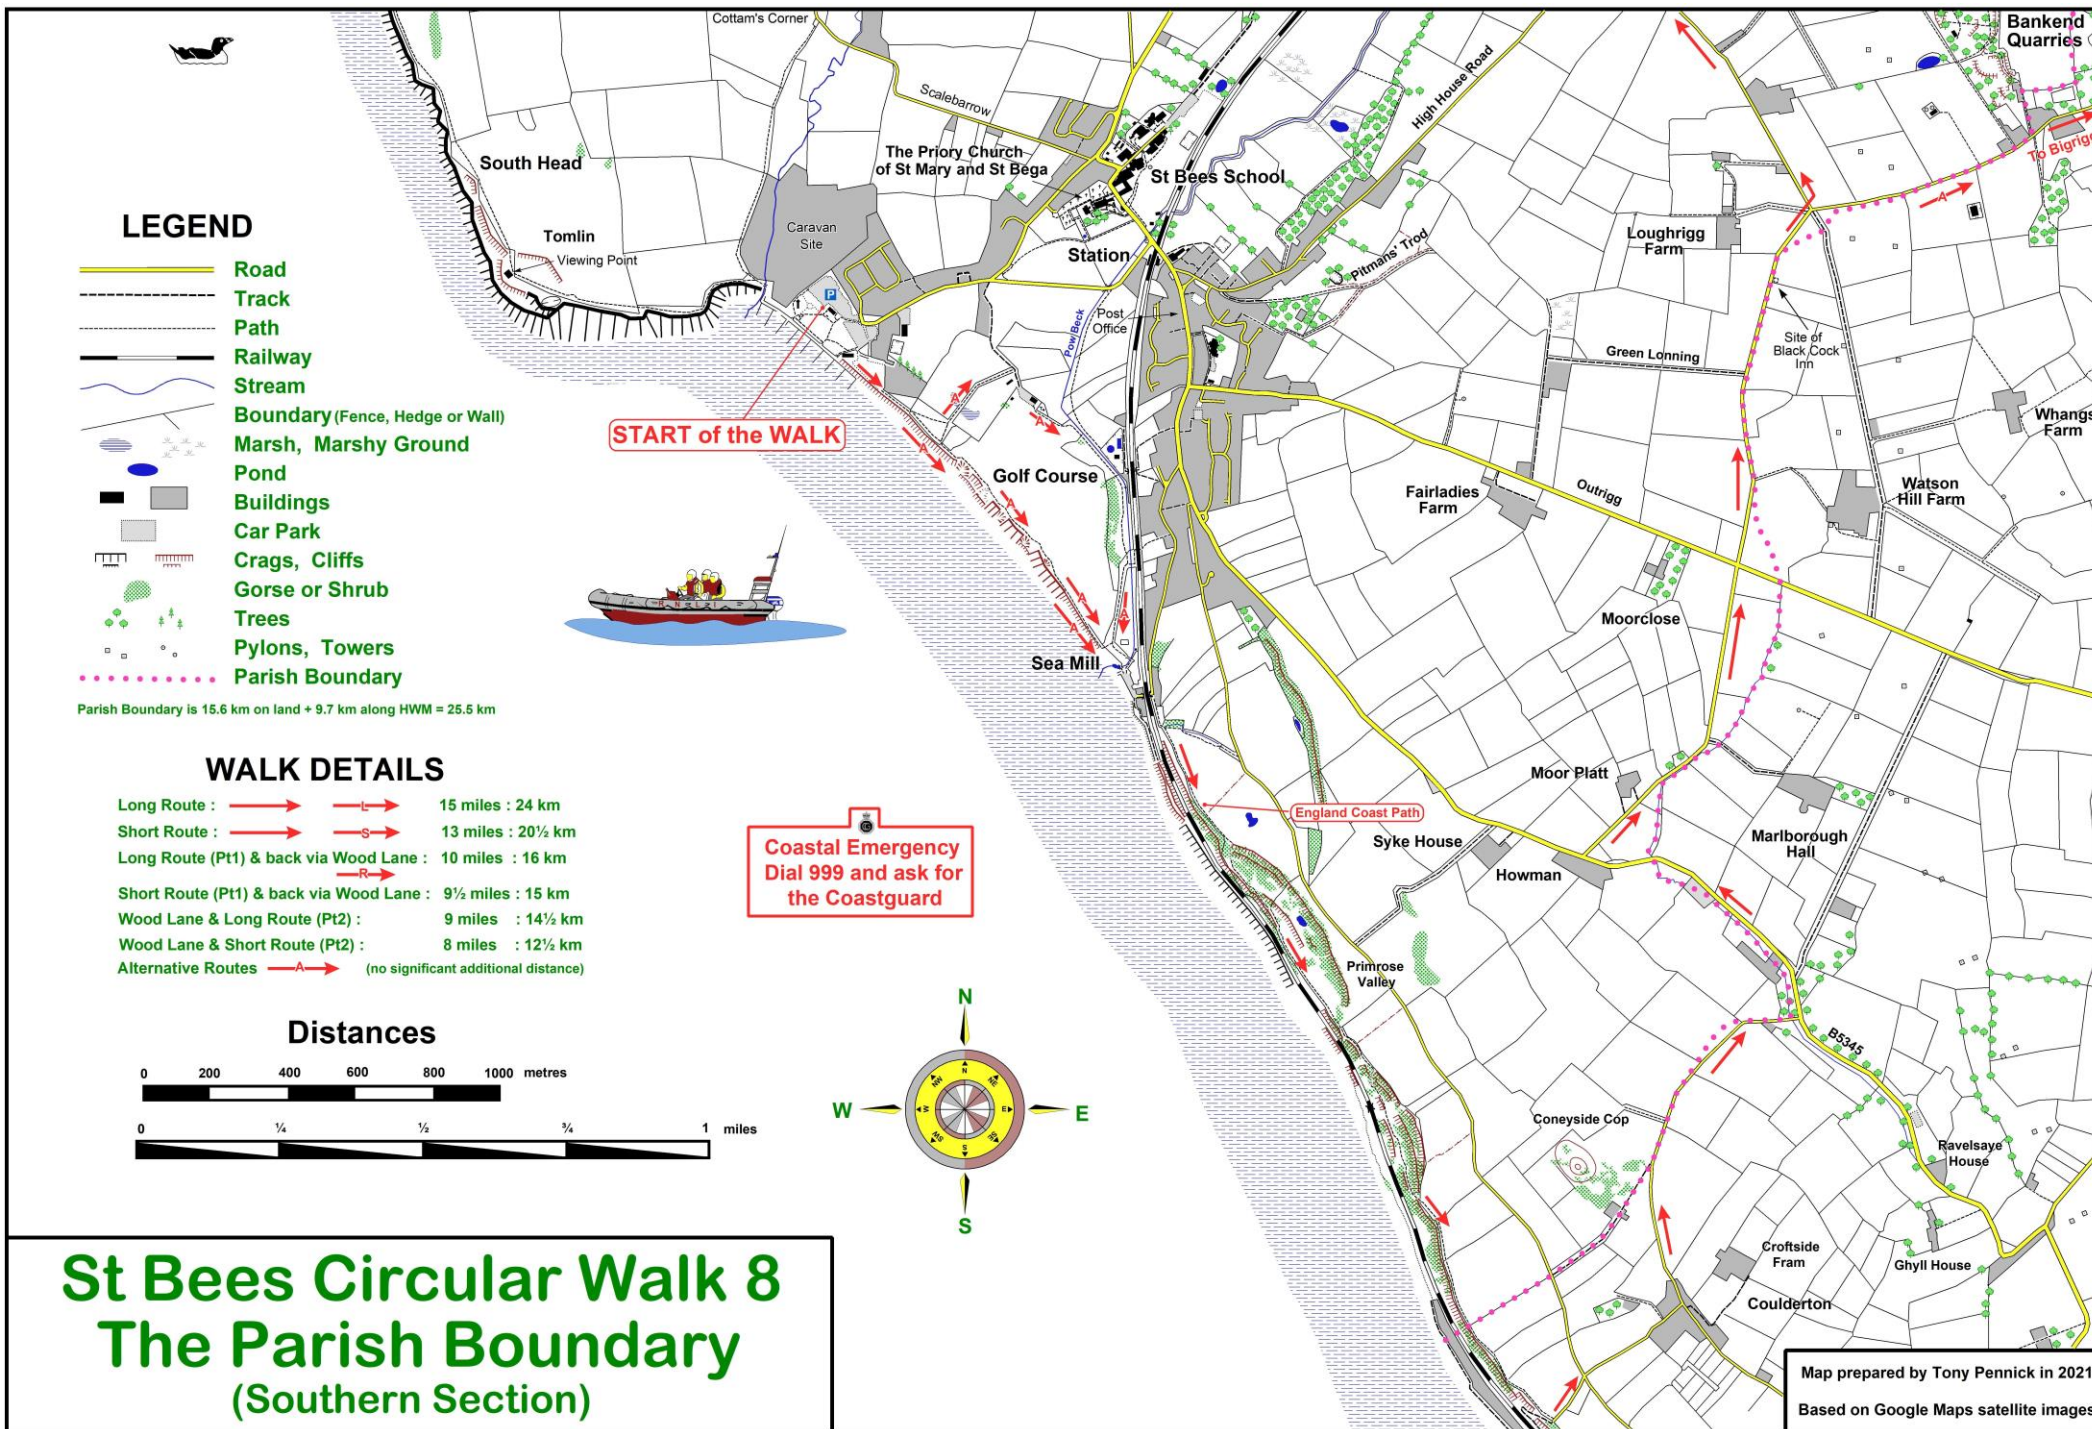 Cottam's Corner
Scalebarrow
High House Road
Bankend
Quarries
South Head
The Priory Church
of St Mary and St Bega
St Bees School
To Bigrigg
Tomlin
Viewing Point
Caravan
Site
P
Station
Pitmans' Trod
Loughrigg
Farm
Post
Office
Pow Beck
Green Lonning
Site of
Black Cock
Inn
Whangs
Farm
START of the WALK
A
A
A
A
A
A
A
A
Golf Course
Fairladies
Farm
Outrigg
Watson
Hill Farm
R N L I
Moorclose
Sea Mill
Moor Platt
England Coast Path
Syke House
Howman
Marlborough
Hall
Primrose
Valley
B5345
Coneyside Cop
Ravelsaye
House
Croftside
Fram
Ghyll House
Coulderton
LEGEND
Road
Track
Path
Railway
Stream
Boundary (Fence, Hedge or Wall)
Marsh, Marshy Ground
Pond
Buildings
Car Park
Crags, Cliffs
Gorse or Shrub
Trees
Pylons, Towers
Parish Boundary
Parish Boundary is 15.6 km on land + 9.7 km along HWM = 25.5 km
WALK DETAILS
Long Route : L 15 miles : 24 km
Short Route : S 13 miles : 20½ km
Long Route (Pt1) & back via Wood Lane : 10 miles : 16 km
R
Short Route (Pt1) & back via Wood Lane : 9½ miles : 15 km
Wood Lane & Long Route (Pt2) : 9 miles : 14½ km
Wood Lane & Short Route (Pt2) : 8 miles : 12½ km
Alternative Routes A (no significant additional distance)
Coastal Emergency
Dial 999 and ask for
the Coastguard
Distances
0 200 400 600 800 1000 metres
0 ¼ ½ ¾ 1 miles
N
W
E
S
N
NE
E
SE
S
SW
W
NW
St Bees Circular Walk 8
The Parish Boundary
(Southern Section)
Map prepared by Tony Pennick in 2021
Based on Google Maps satellite images